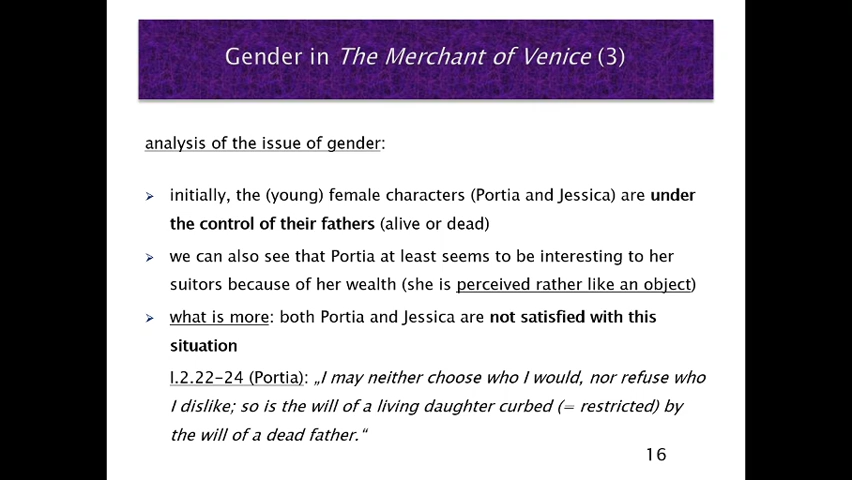 Gender in The Merchant of Venice (3)
analysis of the issue of gender:
initially, the (young) female characters (Portia and Jessica) are under
the control of their fathers (alive or dead)
we can also see that Portia at least seems to be interesting to her
suitors because of her wealth (she is perceived rather like an object)
what is more: both Portia and Jessica are not satisfied with this
situation
I.2.22-24 (Portia): „I may neither choose who I would, nor refuse who
I dislike; so is the will of a living daughter curbed (= restricted) by
the will of a dead father.“
16